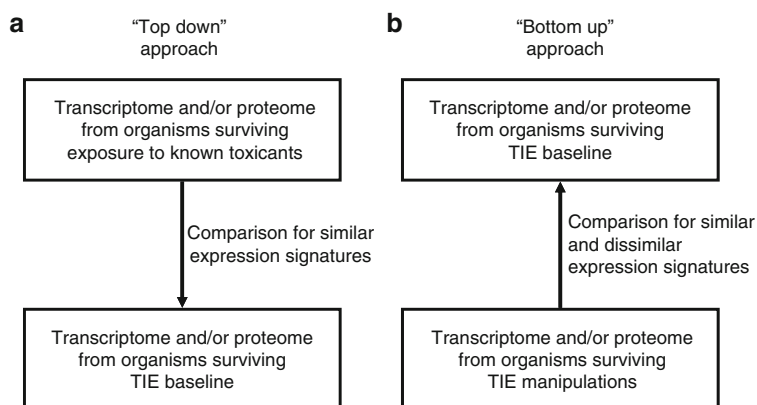 a
“Top down”
approach
Transcriptome and/or proteome
from organisms surviving
exposure to known toxicants
Comparison for similar
expression signatures
Transcriptome and/or proteome
from organisms surviving
TIE baseline
b
“Bottom up”
approach
Transcriptome and/or proteome
from organisms surviving
TIE baseline
Comparison for similar
and dissimilar
expression signatures
Transcriptome and/or proteome
from organisms surviving
TIE manipulations